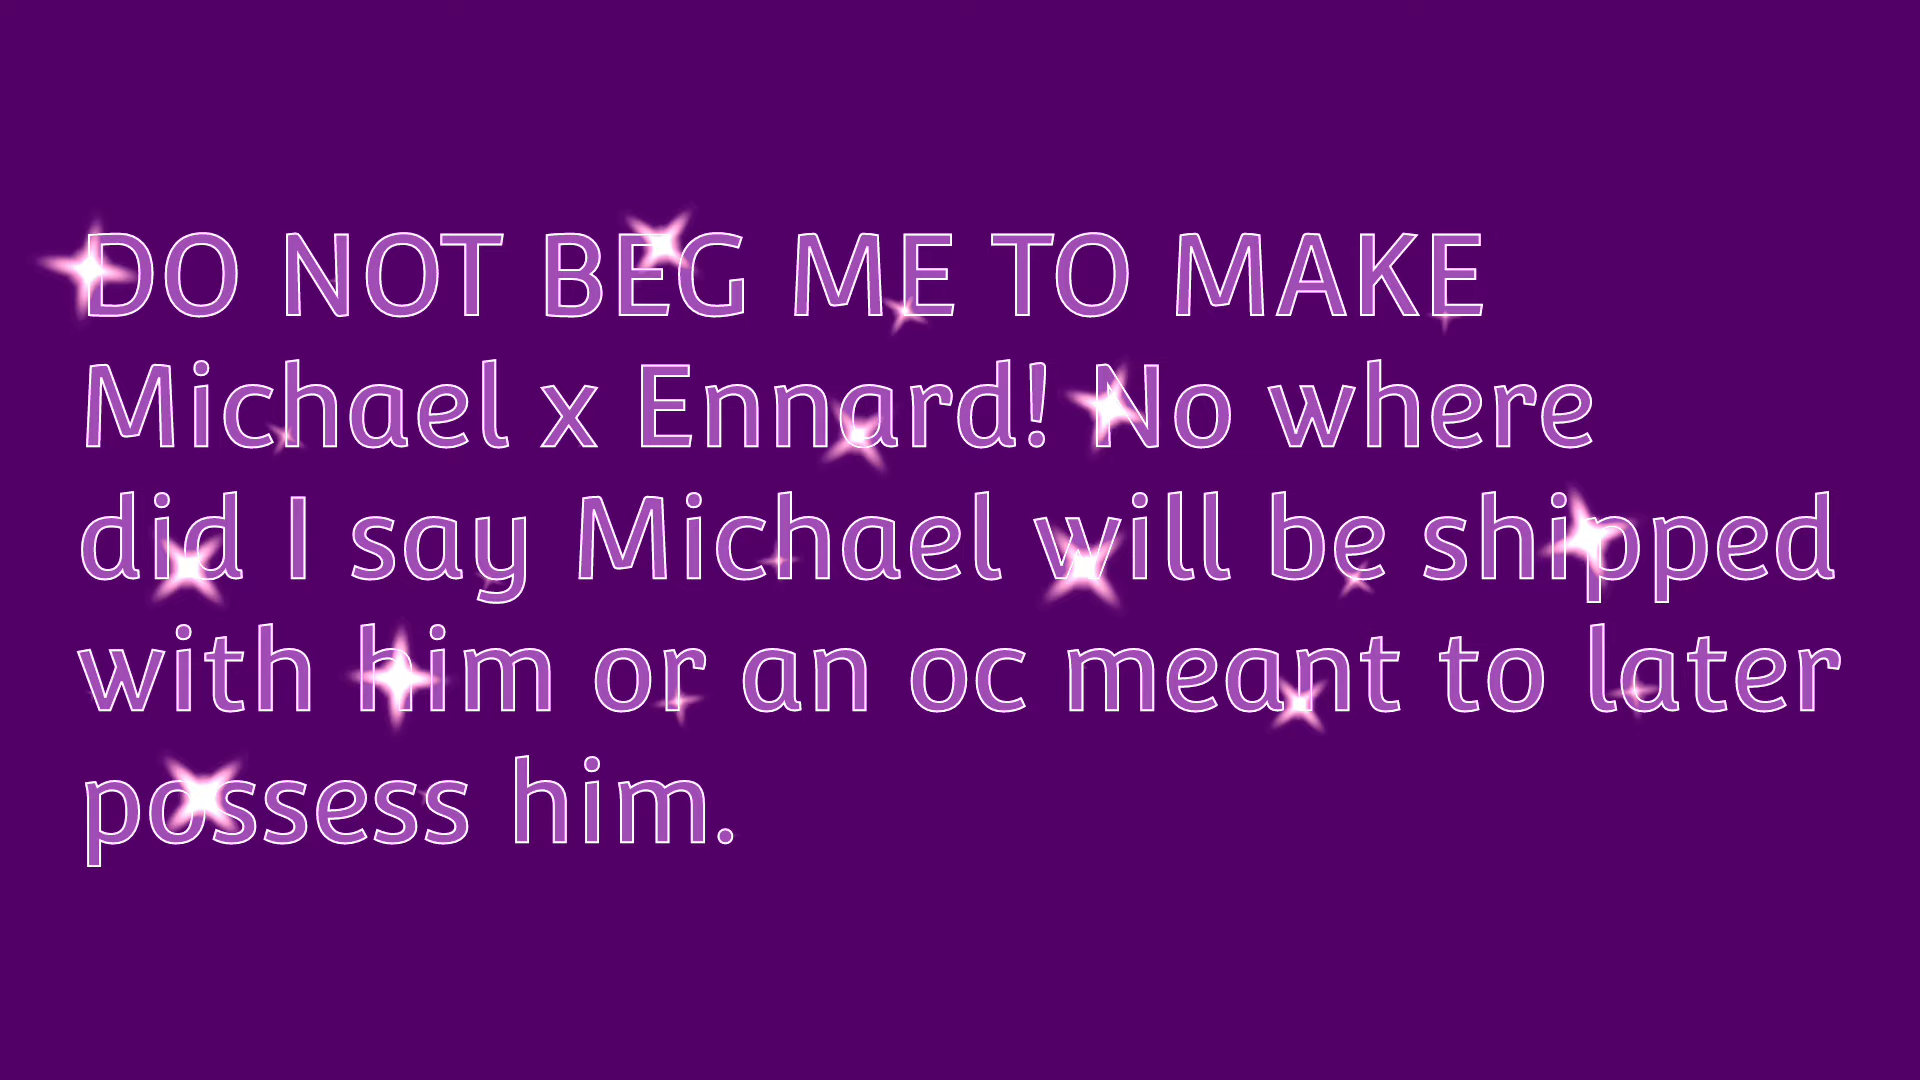 DO NOT BEG ME TO MAKE
Michael x Ennard! No where
did I say Michael will be shipped
with him or an oc meant to later
possess him.